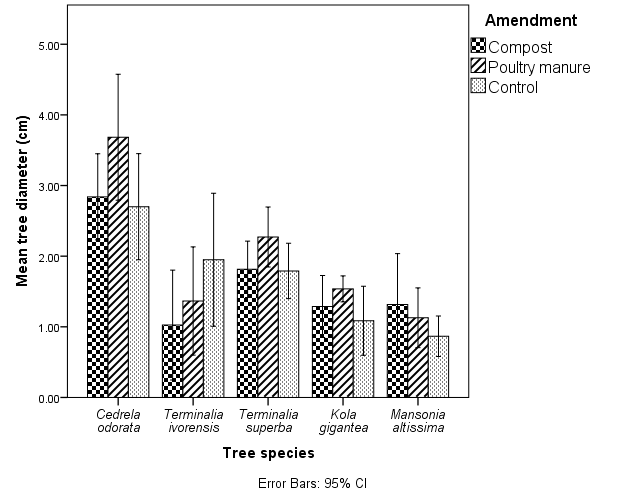 Amendment
Compost
Poultry manure
Control
Mean tree diameter (cm)
5.00
4.00
3.00
2.00
1.00
0.00
Cedrela
odorata
Terminalia
ivorensis
Terminalia
superba
Kola
gigantea
Mansonia
altissima
Tree species
Error Bars: 95% CI